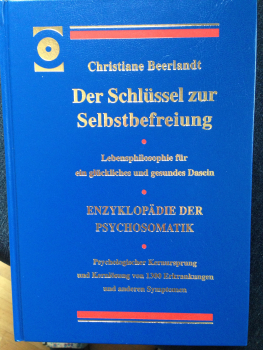 Christiane Beerlandt
Der Schlüssel zur
Selbstbefreiung
Lebensphilosophie für
ein glückliches und gesundes Dasein
ENZYKLOPÄDIE DER
PSYCHOSOMATIK
Psychologischer Kernursprung
und Kernlösung von 1300 Erkrankungen
und anderen Symptomen